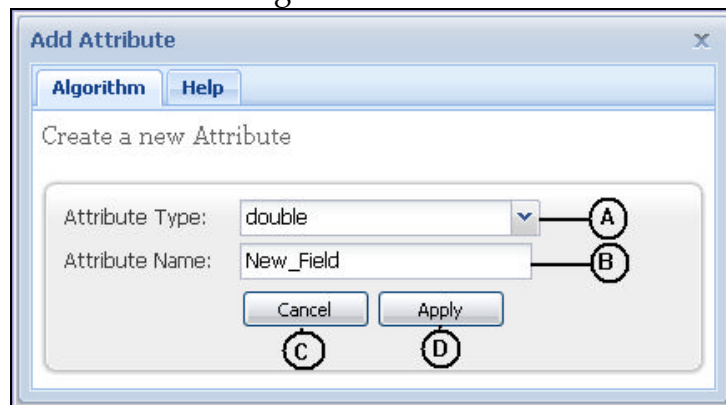 Add Attribute x
Algorithm Help
Create a new Attribute
Attribute Type: double A
Attribute Name: New_Field B
Cancel Apply
C D